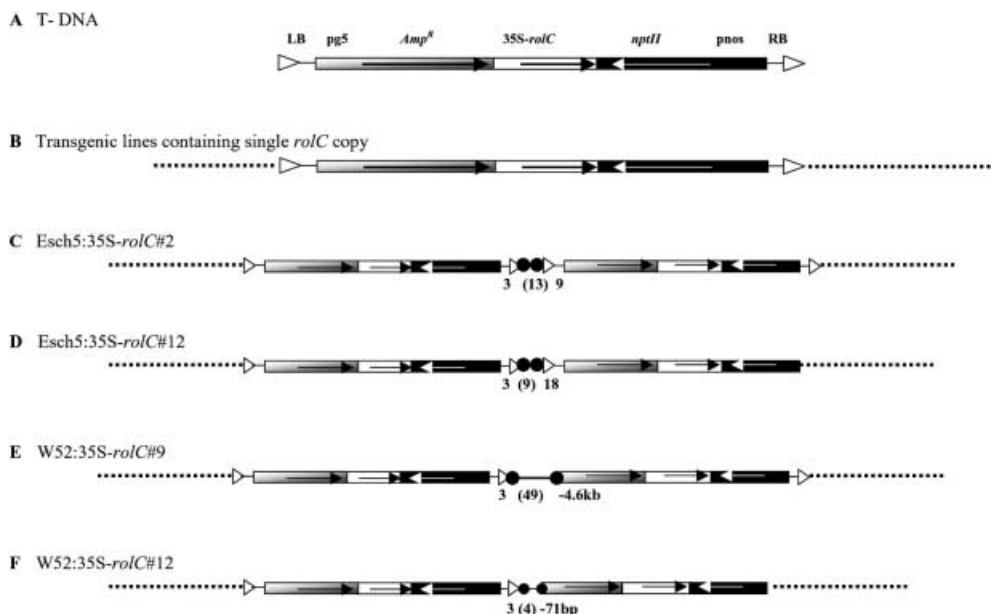 A T- DNA
LB pg5 Amp^R 35S-rolC nptII pnos RB
B Transgenic lines containing single rolC copy
C Esch5:35S-rolC#2
3 (13) 9
D Esch5:35S-rolC#12
3 (9) 18
E W52:35S-rolC#9
3 (49) -4.6kb
F W52:35S-rolC#12
3 (4) -71bp